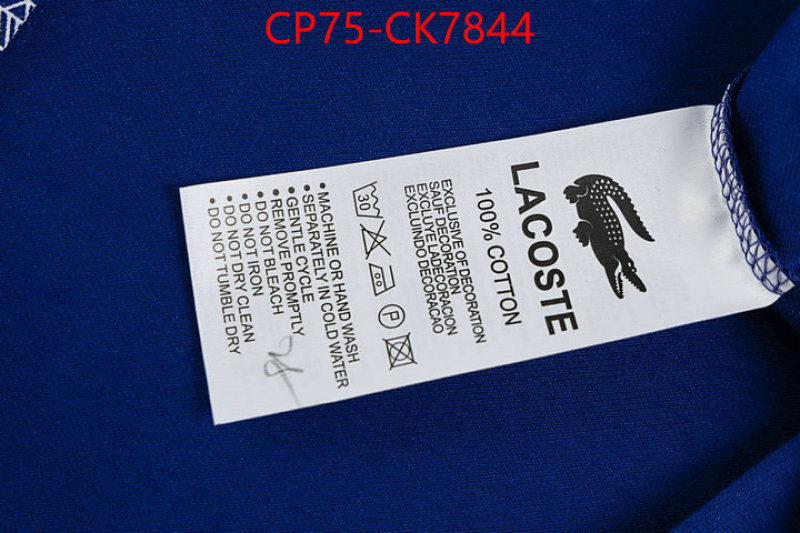 CP75-CK7844
LACOSTE
100% COTTON
EXCLUSIVE OF DECORATION
SAUF DECORATION
EXCLUYE LADECORACION
EXCLUINDO DECORACAO
30
P
• MACHINE OR HAND WASH
• SEPARATELY IN COLD WATER
• GENTLE CYCLE
• REMOVE PROMPTLY
• DO NOT BLEACH
• DO NOT IRON
• DO NOT DRY CLEAN
• DO NOT TUMBLE DRY